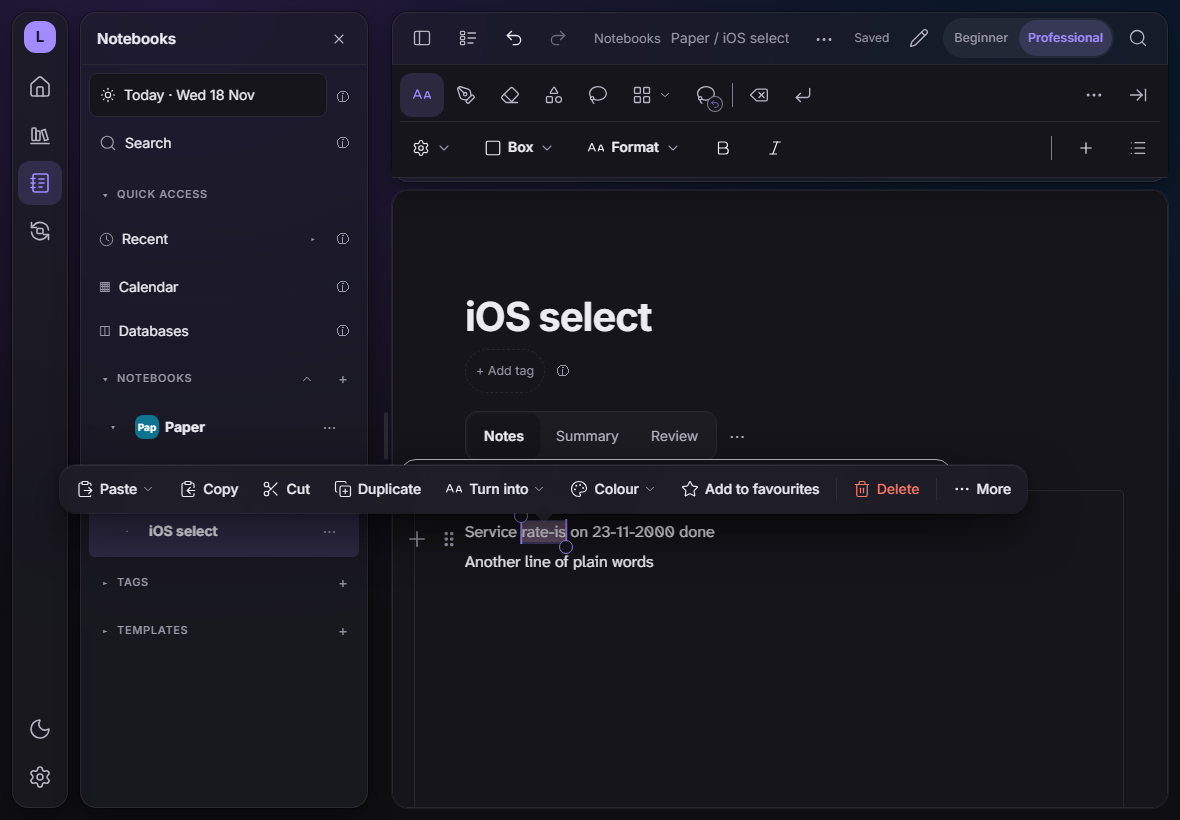 L
Notebooks
Today · Wed 18 Nov
Search
QUICK ACCESS
Recent
Calendar
Databases
NOTEBOOKS
Pap Paper
iOS select
TAGS
TEMPLATES
Notebooks Paper / iOS select
Saved
Beginner Professional
AA
Box
AA Format
B I
iOS select
+ Add tag
Notes Summary Review
Paste Copy Cut Duplicate AA Turn into Colour Add to favourites Delete More
Service rate-is on 23-11-2000 done
Another line of plain words